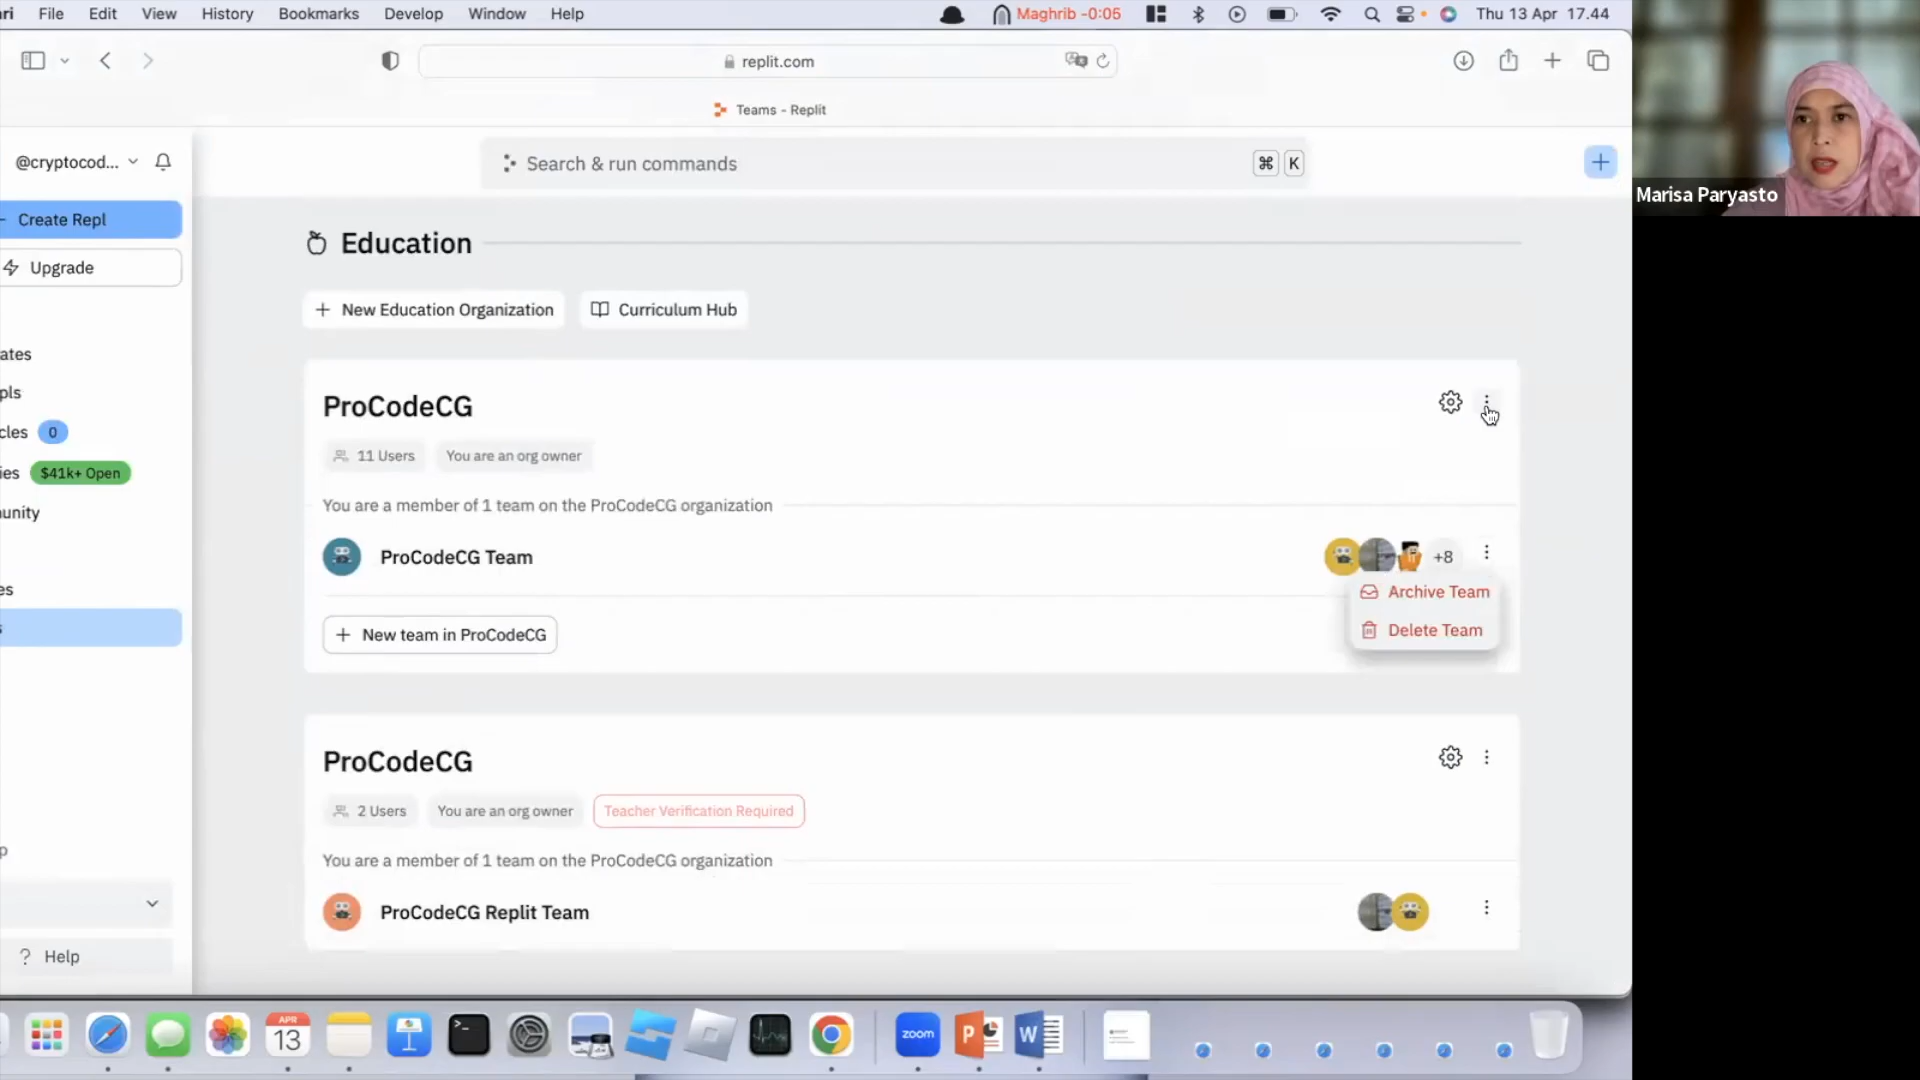 ri File Edit View History Bookmarks Develop Window Help Maghrib -0:05 Thu 13 Apr 17.44
replit.com
Teams - Replit
@cryptocod...
Search & run commands ⌘ K
Create Repl
Upgrade
ates
pls
cles 0
ies $41k+ Open
unity
es
s
p
? Help
Education
+ New Education Organization
Curriculum Hub
ProCodeCG
11 Users
You are an org owner
You are a member of 1 team on the ProCodeCG organization
ProCodeCG Team
+8
Archive Team
Delete Team
+ New team in ProCodeCG
ProCodeCG
2 Users
You are an org owner
Teacher Verification Required
You are a member of 1 team on the ProCodeCG organization
ProCodeCG Replit Team
Marisa Paryasto
APR
13
zoom
P
W